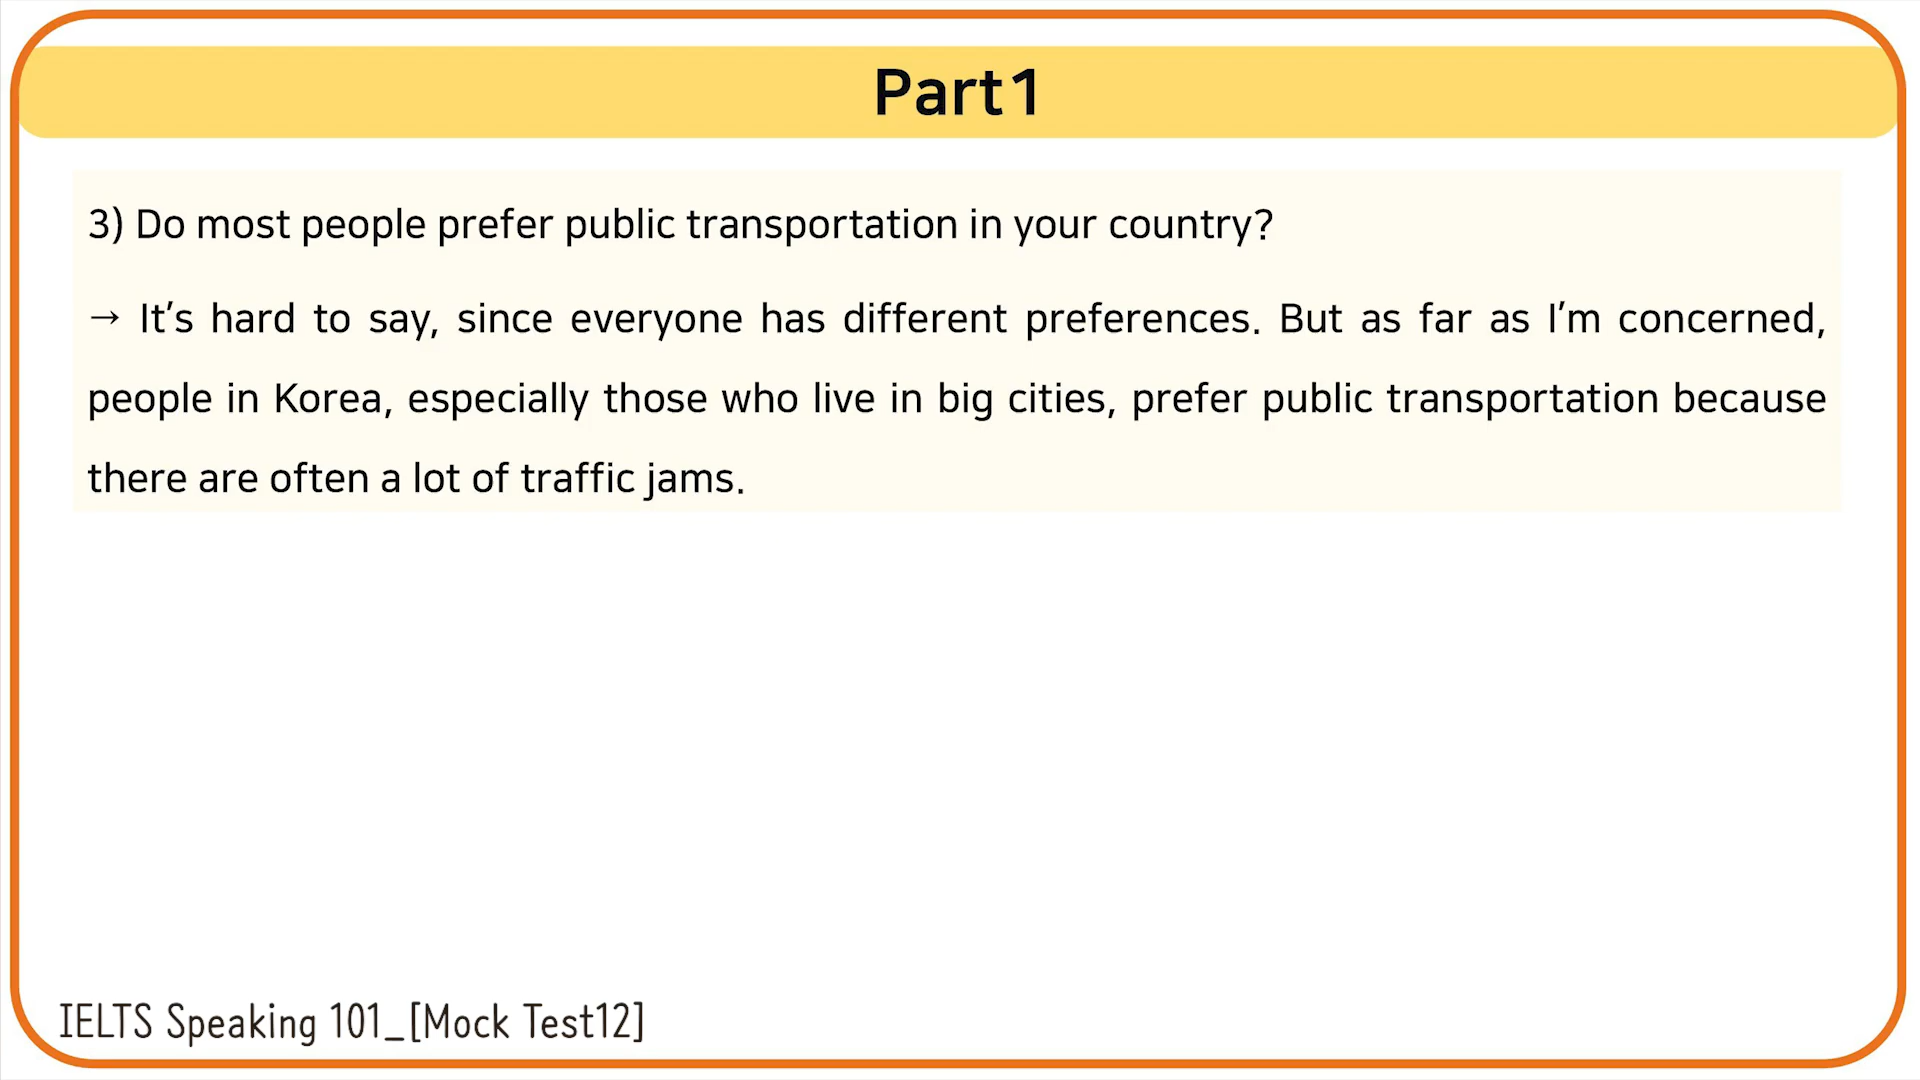 Part1
3) Do most people prefer public transportation in your country?
→ It’s hard to say, since everyone has different preferences. But as far as I’m concerned,
people in Korea, especially those who live in big cities, prefer public transportation because
there are often a lot of traffic jams.
IELTS Speaking 101_[Mock Test12]